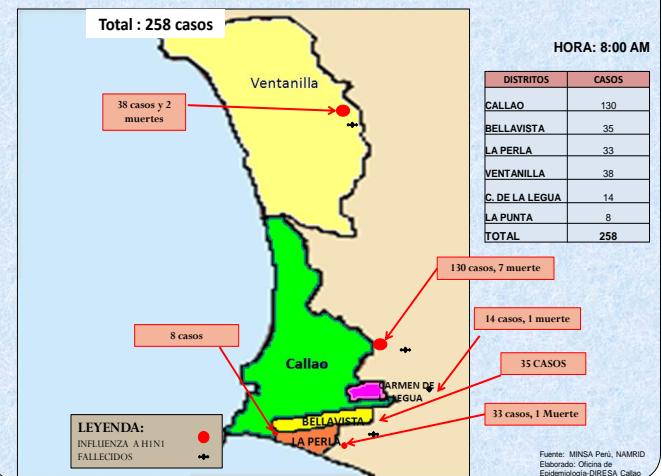 Total : 258 casos
HORA: 8:00 AM
DISTRITOS CASOS
CALLAO 130
BELLAVISTA 35
LA PERLA 33
VENTANILLA 38
C. DE LA LEGUA 14
LA PUNTA 8
TOTAL 258
Ventanilla
38 casos y 2
muertes
130 casos, 7 muerte
14 casos, 1 muerte
8 casos
35 CASOS
Callao
CARMEN DE
LA LEGUA
BELLAVISTA
33 casos, 1 Muerte
LA PERLA
LEYENDA:
INFLUENZA A H1N1
FALLECIDOS
Fuente: MINSA Perú, NAMRID
Elaborado: Oficina de
Epidemiología-DIRESA Callao